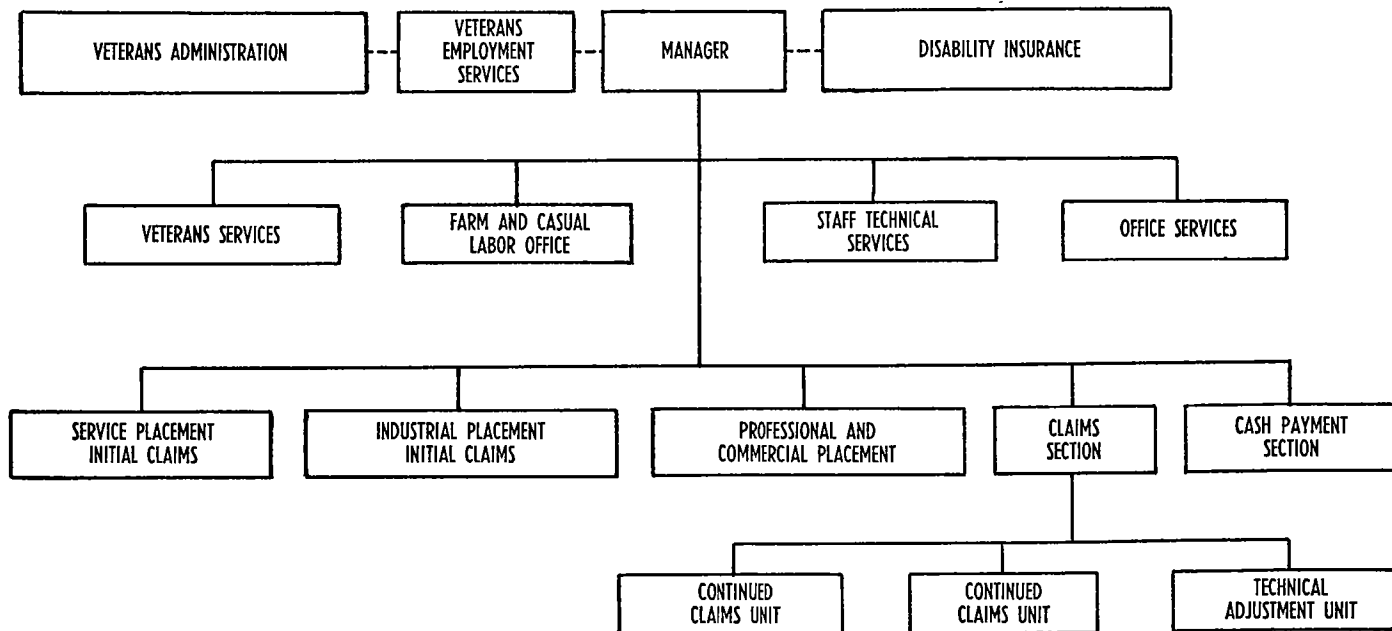 VETERANS ADMINISTRATION
VETERANS
EMPLOYMENT
SERVICES
MANAGER
DISABILITY INSURANCE
VETERANS SERVICES
FARM AND CASUAL
LABOR OFFICE
STAFF TECHNICAL
SERVICES
OFFICE SERVICES
SERVICE PLACEMENT
INITIAL CLAIMS
INDUSTRIAL PLACEMENT
INITIAL CLAIMS
PROFESSIONAL AND
COMMERCIAL PLACEMENT
CLAIMS
SECTION
CASH PAYMENT
SECTION
CONTINUED
CLAIMS UNIT
CONTINUED
CLAIMS UNIT
TECHNICAL
ADJUSTMENT UNIT